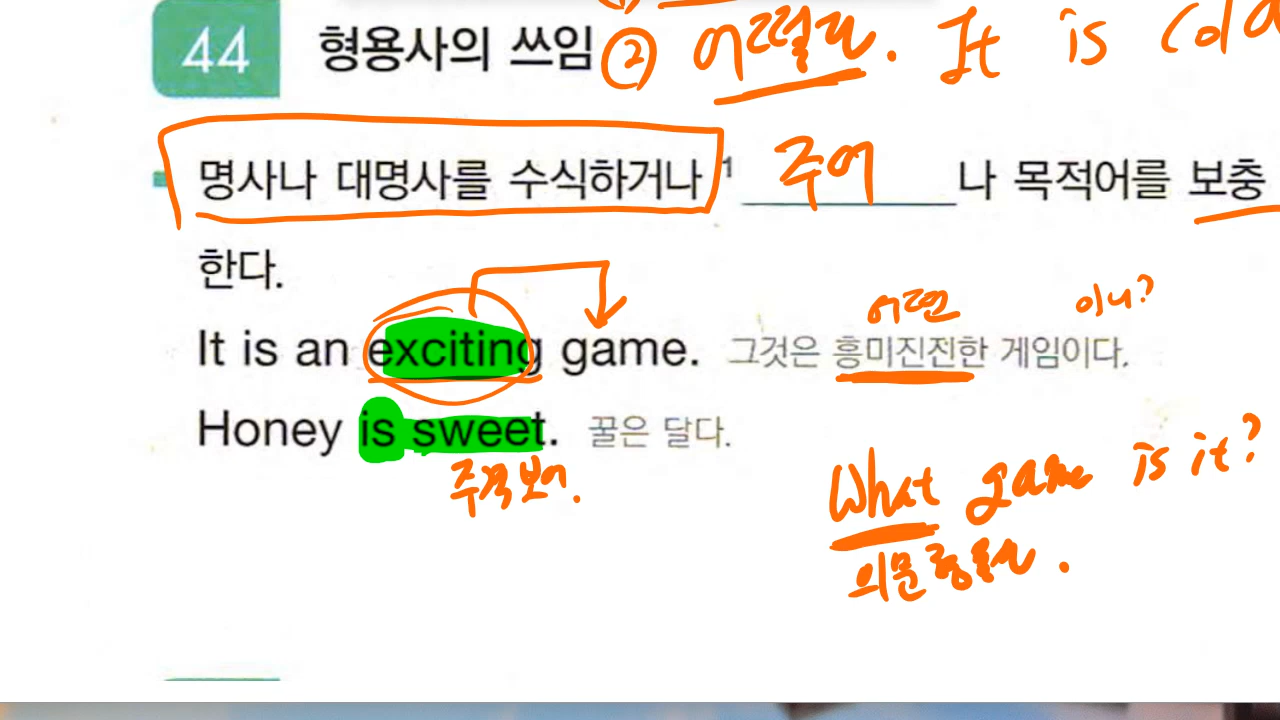 44 형용사의 쓰임 ② 어떨 때. It is cold
명사나 대명사를 수식하거나 1 주어 나 목적어를 보충
한다.
어떤 이니?
It is an exciting game. 그것은 흥미진진한 게임이다.
Honey is sweet. 꿀은 달다.
주격 보어.
What game is it?
의문형용사.